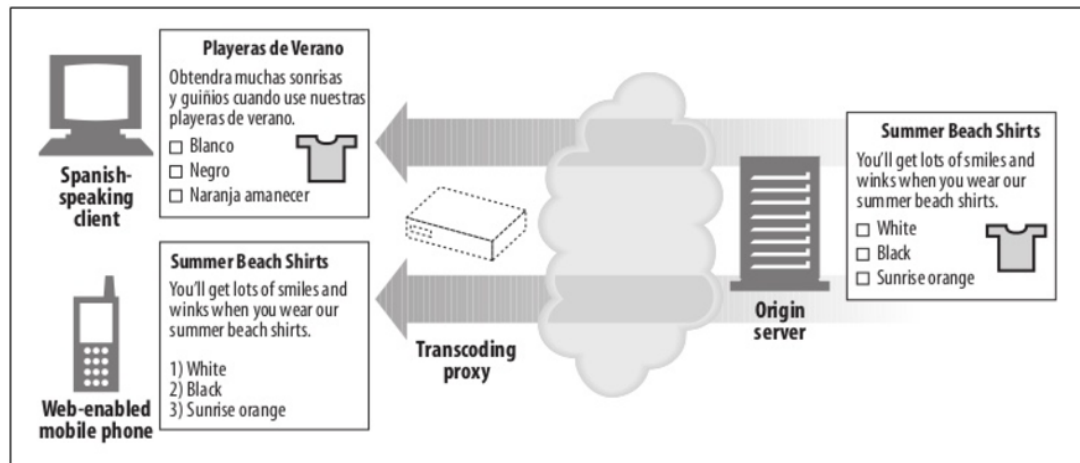 Playeras de Verano
Obtendra muchas sonrisas
y guiñios cuando use nuestras
playeras de verano.
Blanco
Negro
Naranja amanecer
Spanish-
speaking
client
Summer Beach Shirts
You'll get lots of smiles and
winks when you wear our
summer beach shirts.
1) White
2) Black
3) Sunrise orange
Web-enabled
mobile phone
Transcoding
proxy
Origin
server
Summer Beach Shirts
You'll get lots of smiles and
winks when you wear our
summer beach shirts.
White
Black
Sunrise orange